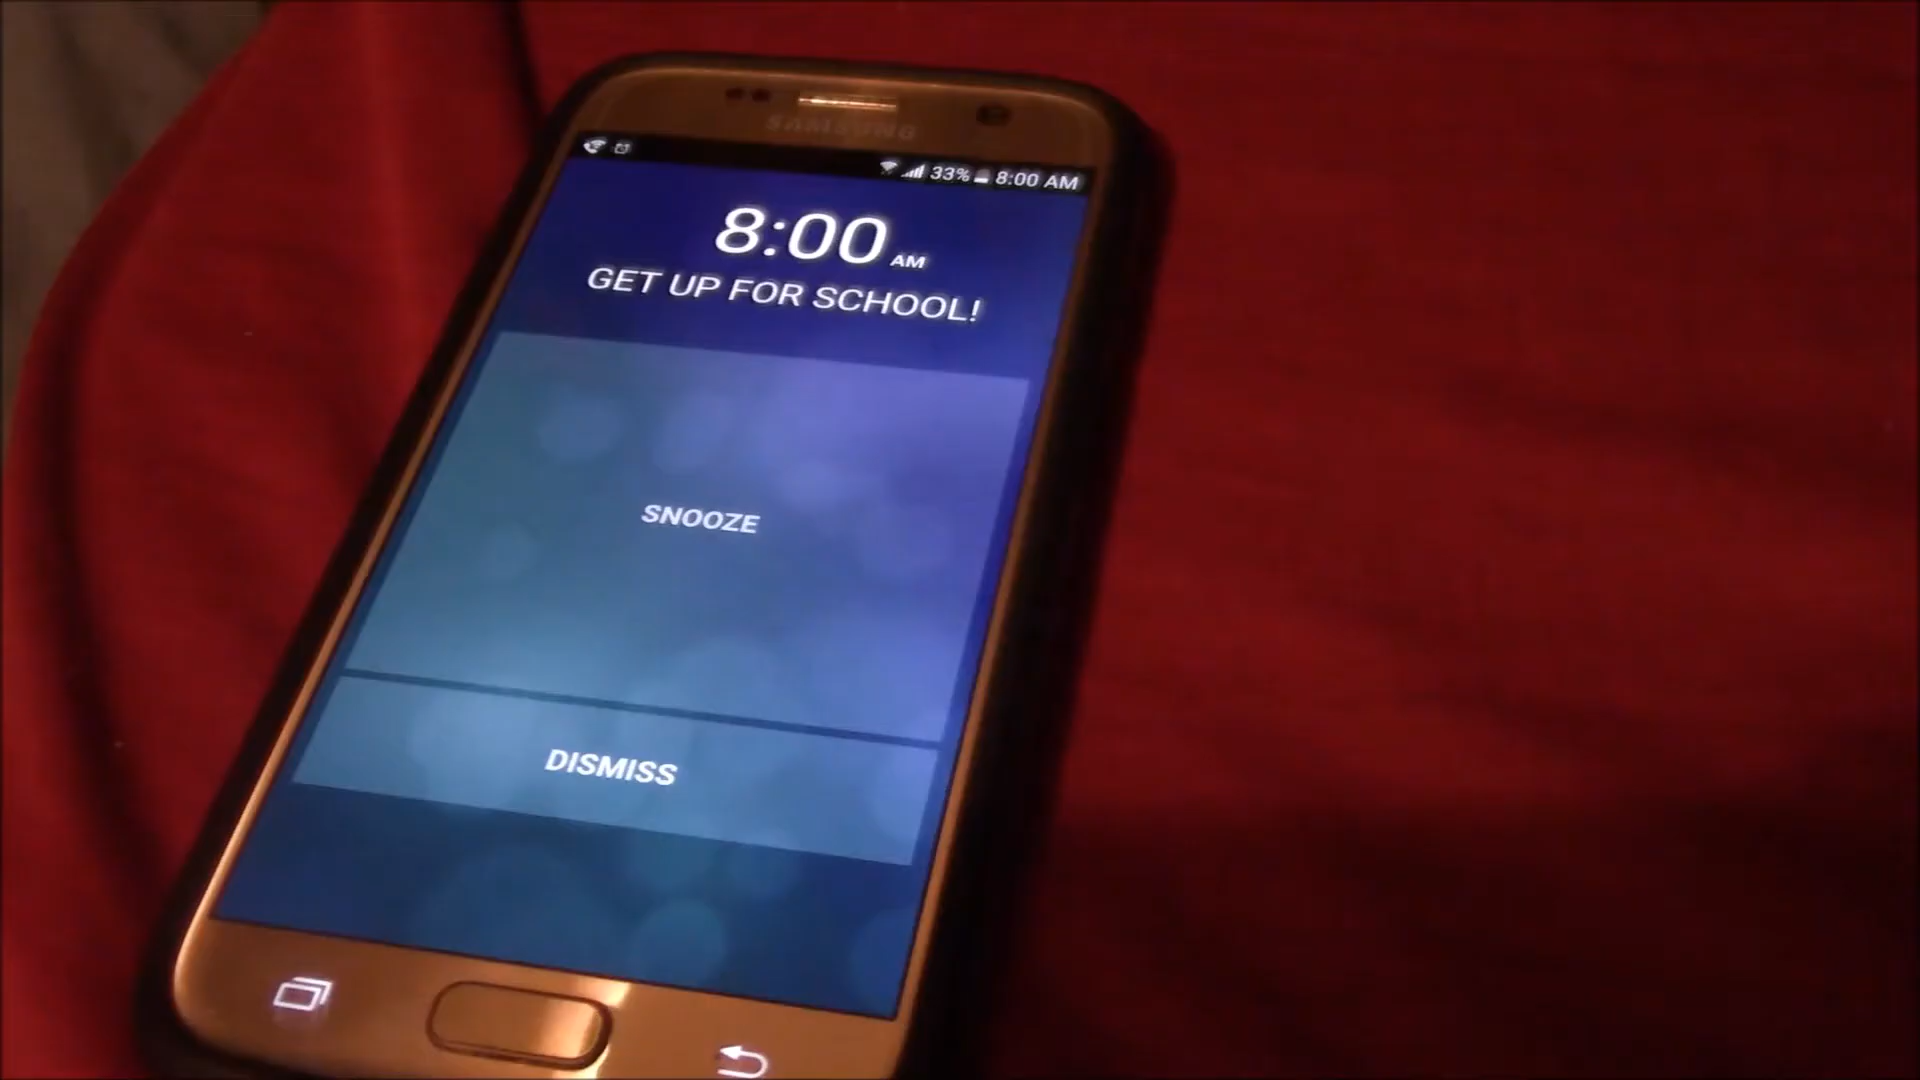 SAMSUNG
33% 8:00 AM
8:00 AM
GET UP FOR SCHOOL!
SNOOZE
DISMISS